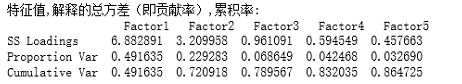 特征值,解释的总方差（即贡献率）,累积率:
Factor1 Factor2 Factor3 Factor4 Factor5
SS Loadings 6.882891 3.209958 0.961091 0.594549 0.457663
Proportion Var 0.491635 0.229283 0.068649 0.042468 0.032690
Cumulative Var 0.491635 0.720918 0.789567 0.832035 0.864725